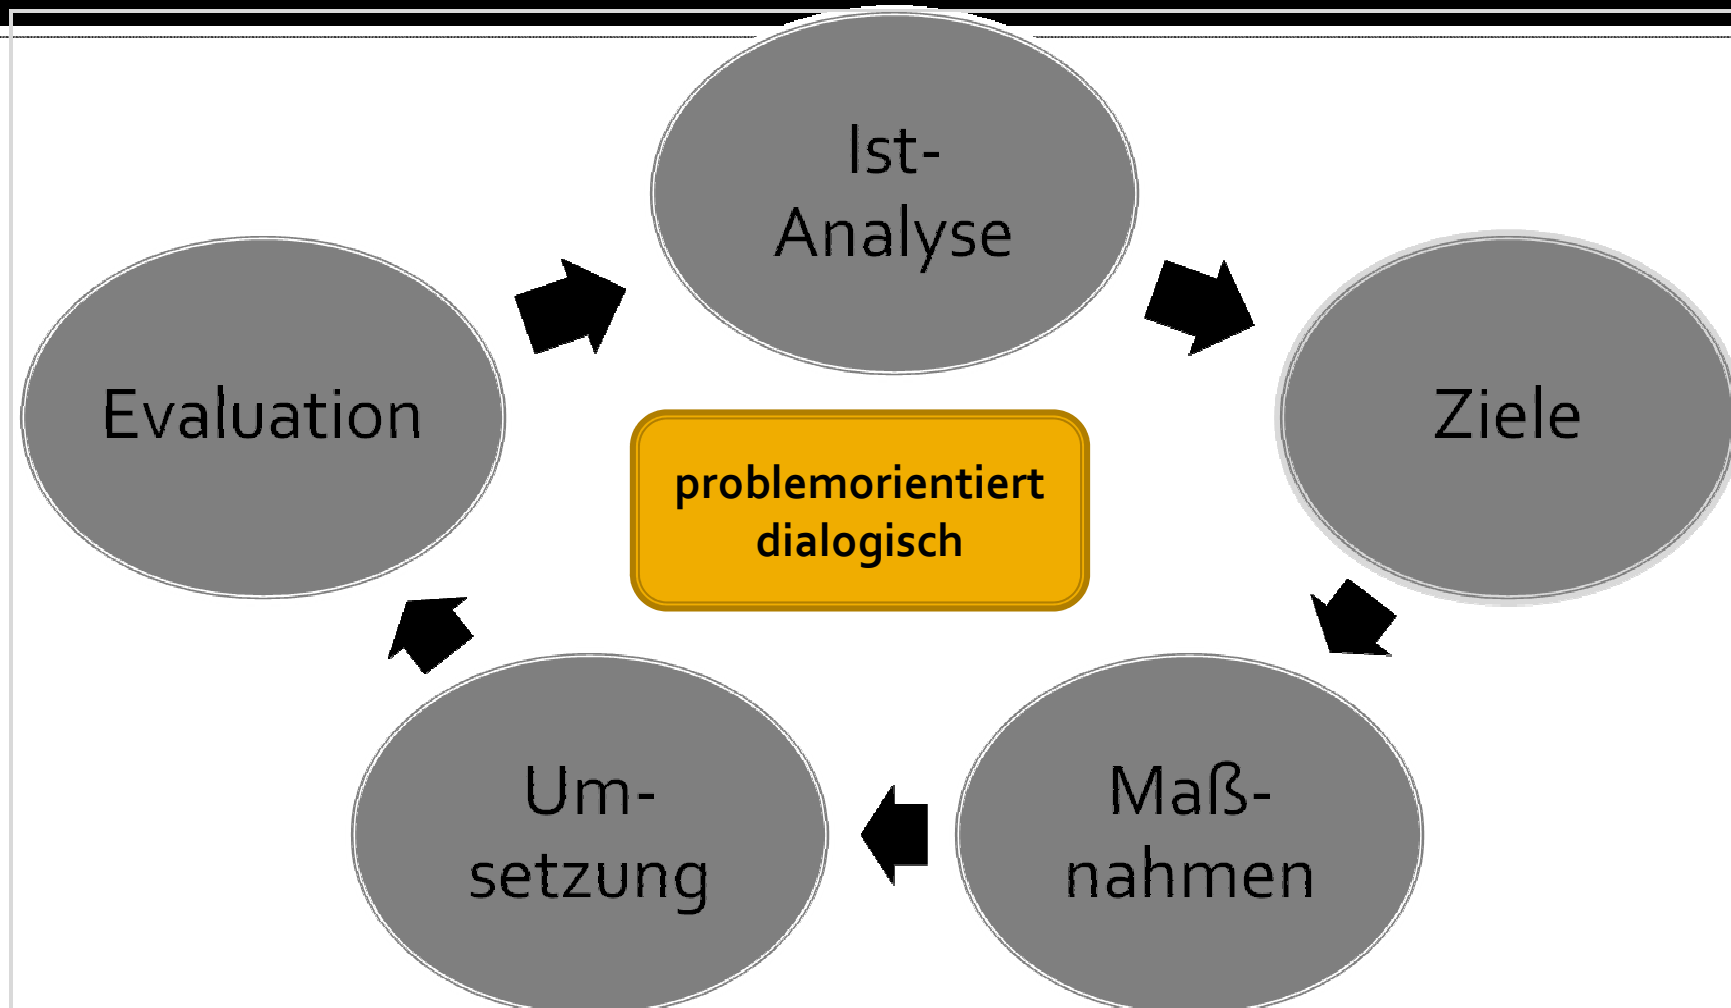 Ist-
Analyse
Ziele
Maß-
nahmen
Um-
setzung
Evaluation
problemorientiert
dialogisch